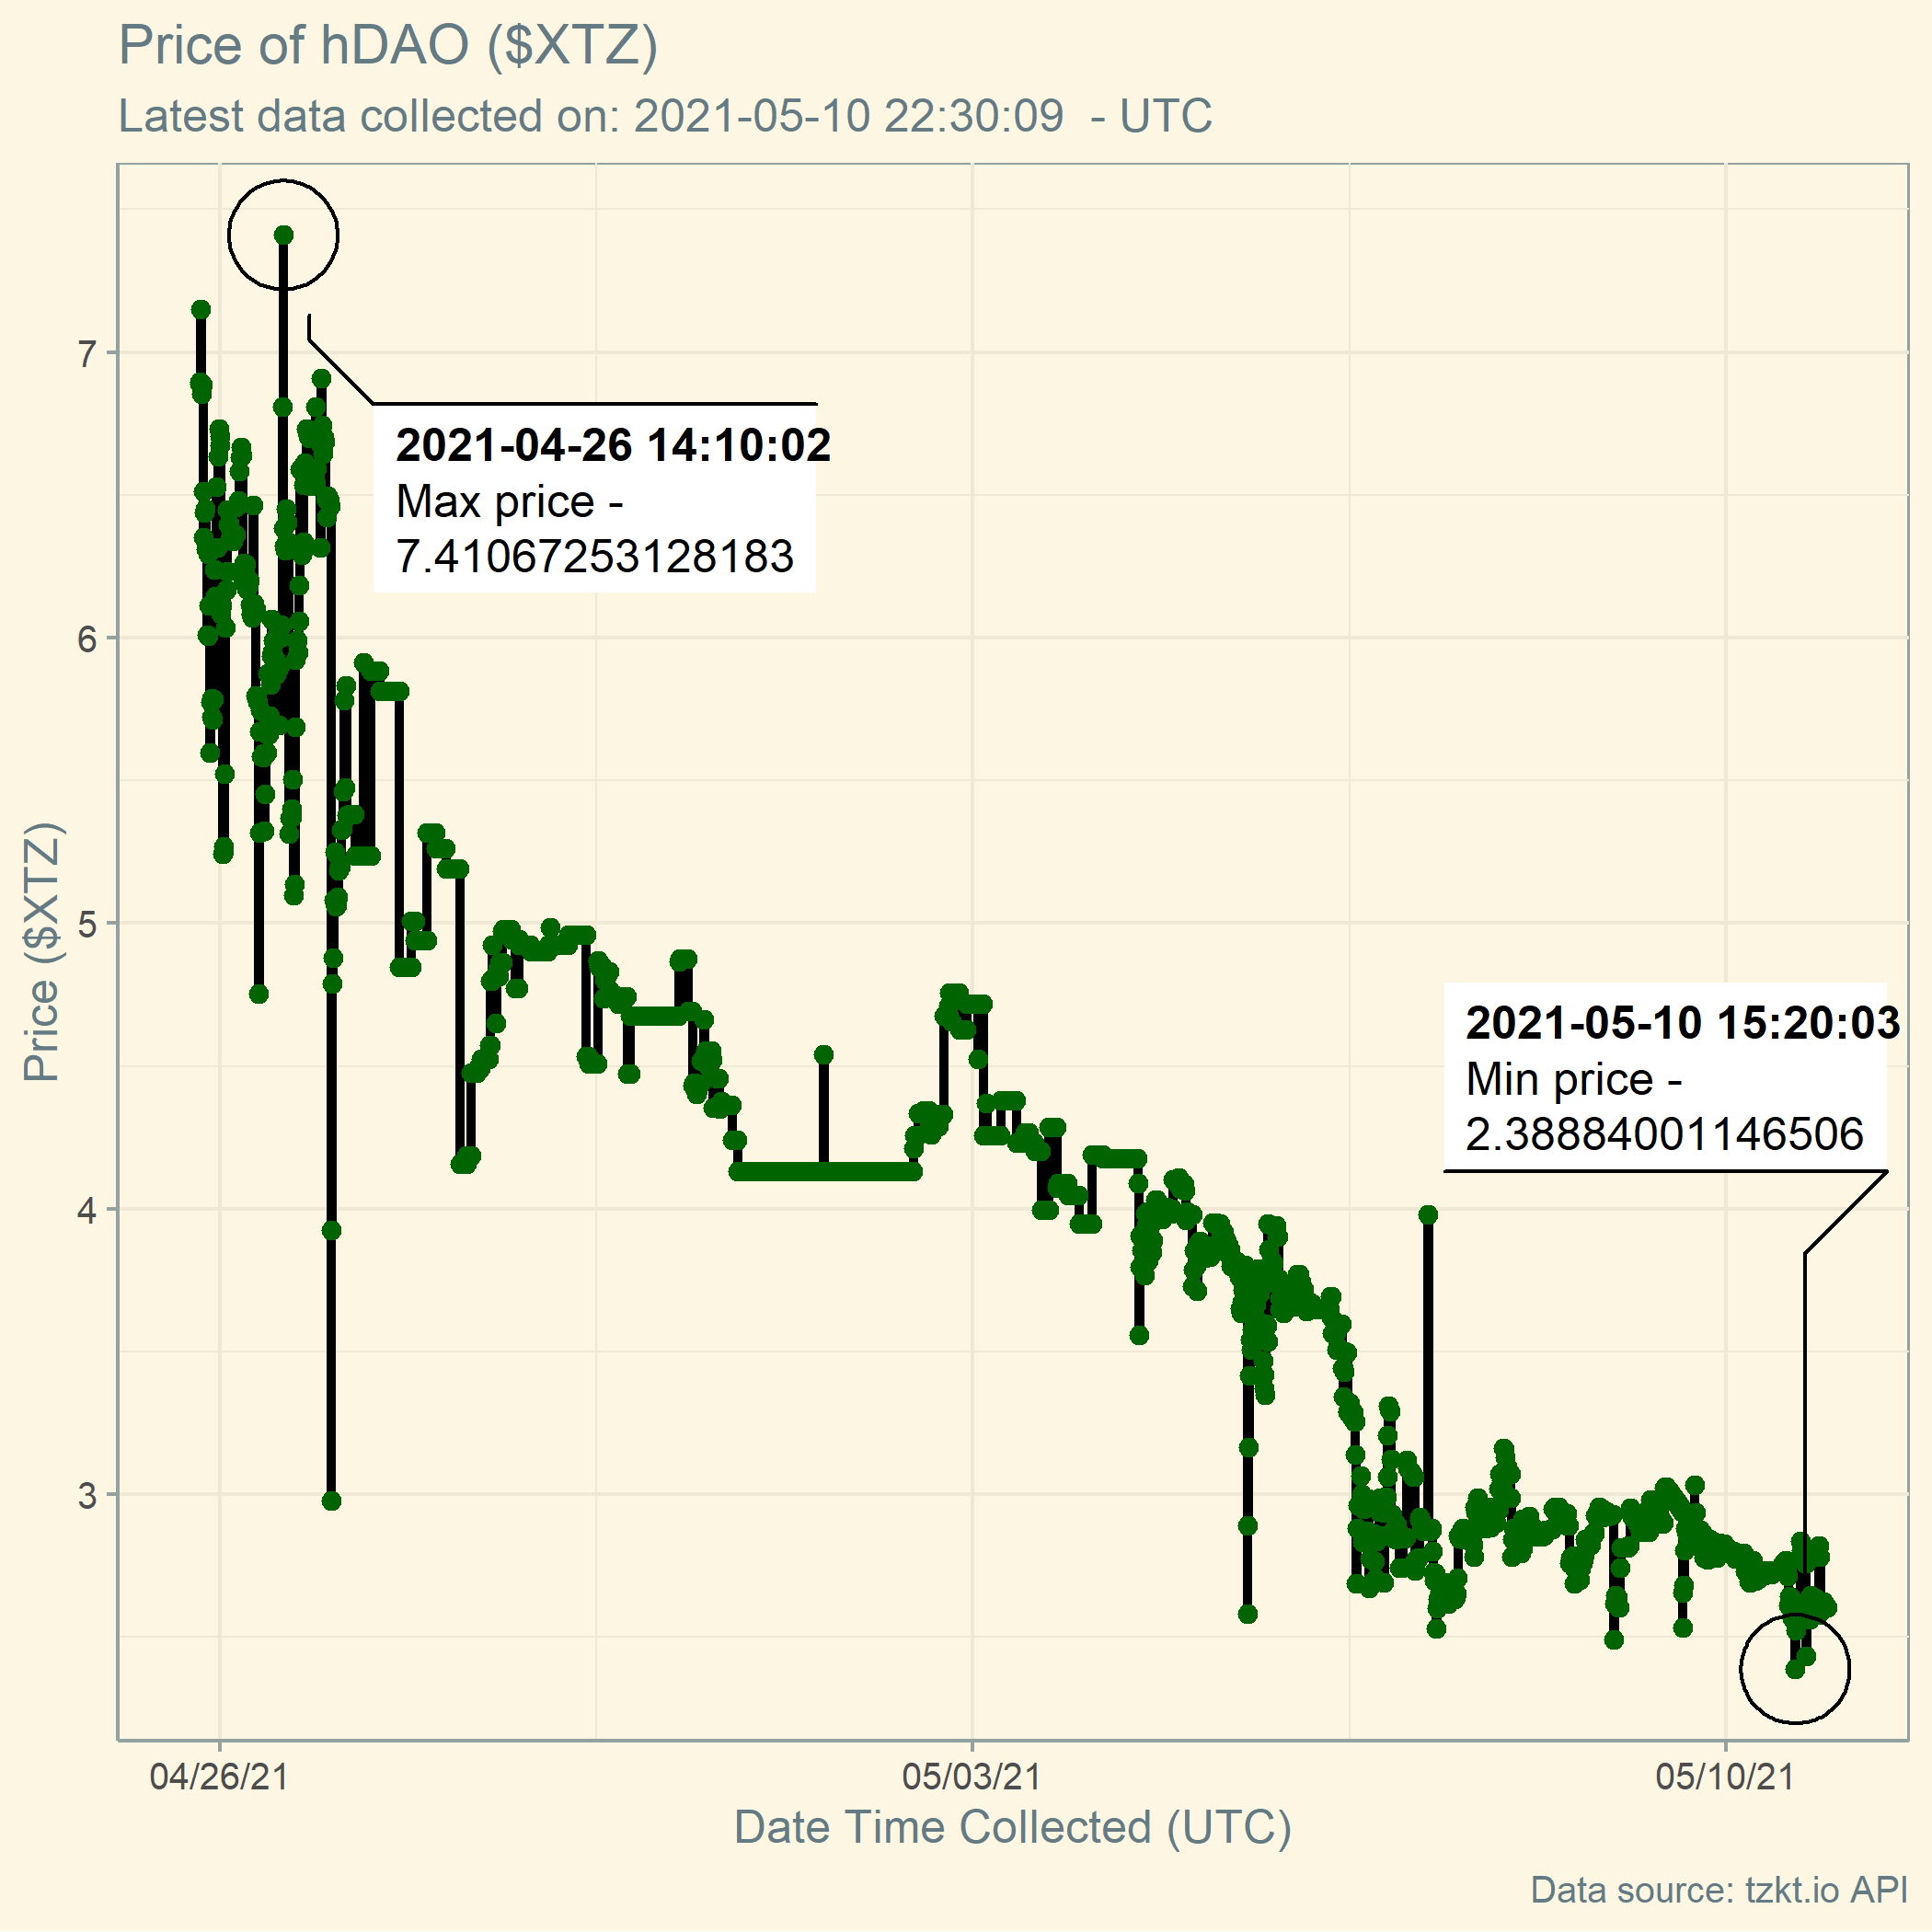 Price of hDAO ($XTZ)
Latest data collected on: 2021-05-10 22:30:09  - UTC
Price ($XTZ)
7
6
5
4
3
2021-04-26 14:10:02
Max price -
7.41067253128183
2021-05-10 15:20:03
Min price -
2.38884001146506
04/26/21
05/03/21
05/10/21
Date Time Collected (UTC)
Data source: tzkt.io API